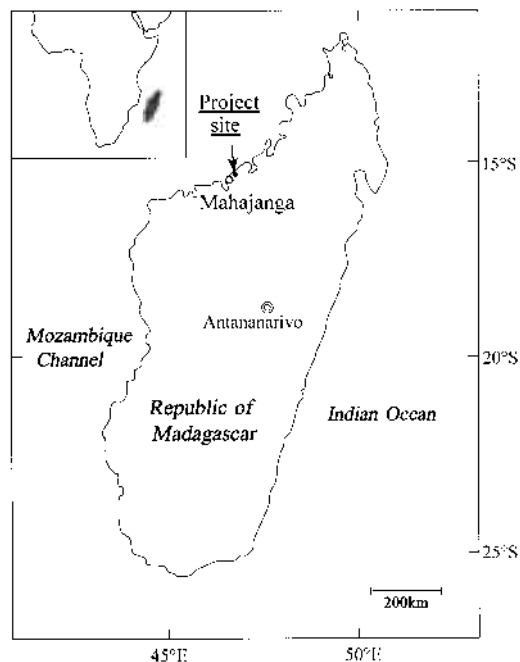 Project
site
15°S
Mahajanga
Antananarivo
Mozambique
Channel
20°S
Republic of
Madagascar
Indian Ocean
25°S
200km
45°E
50°E